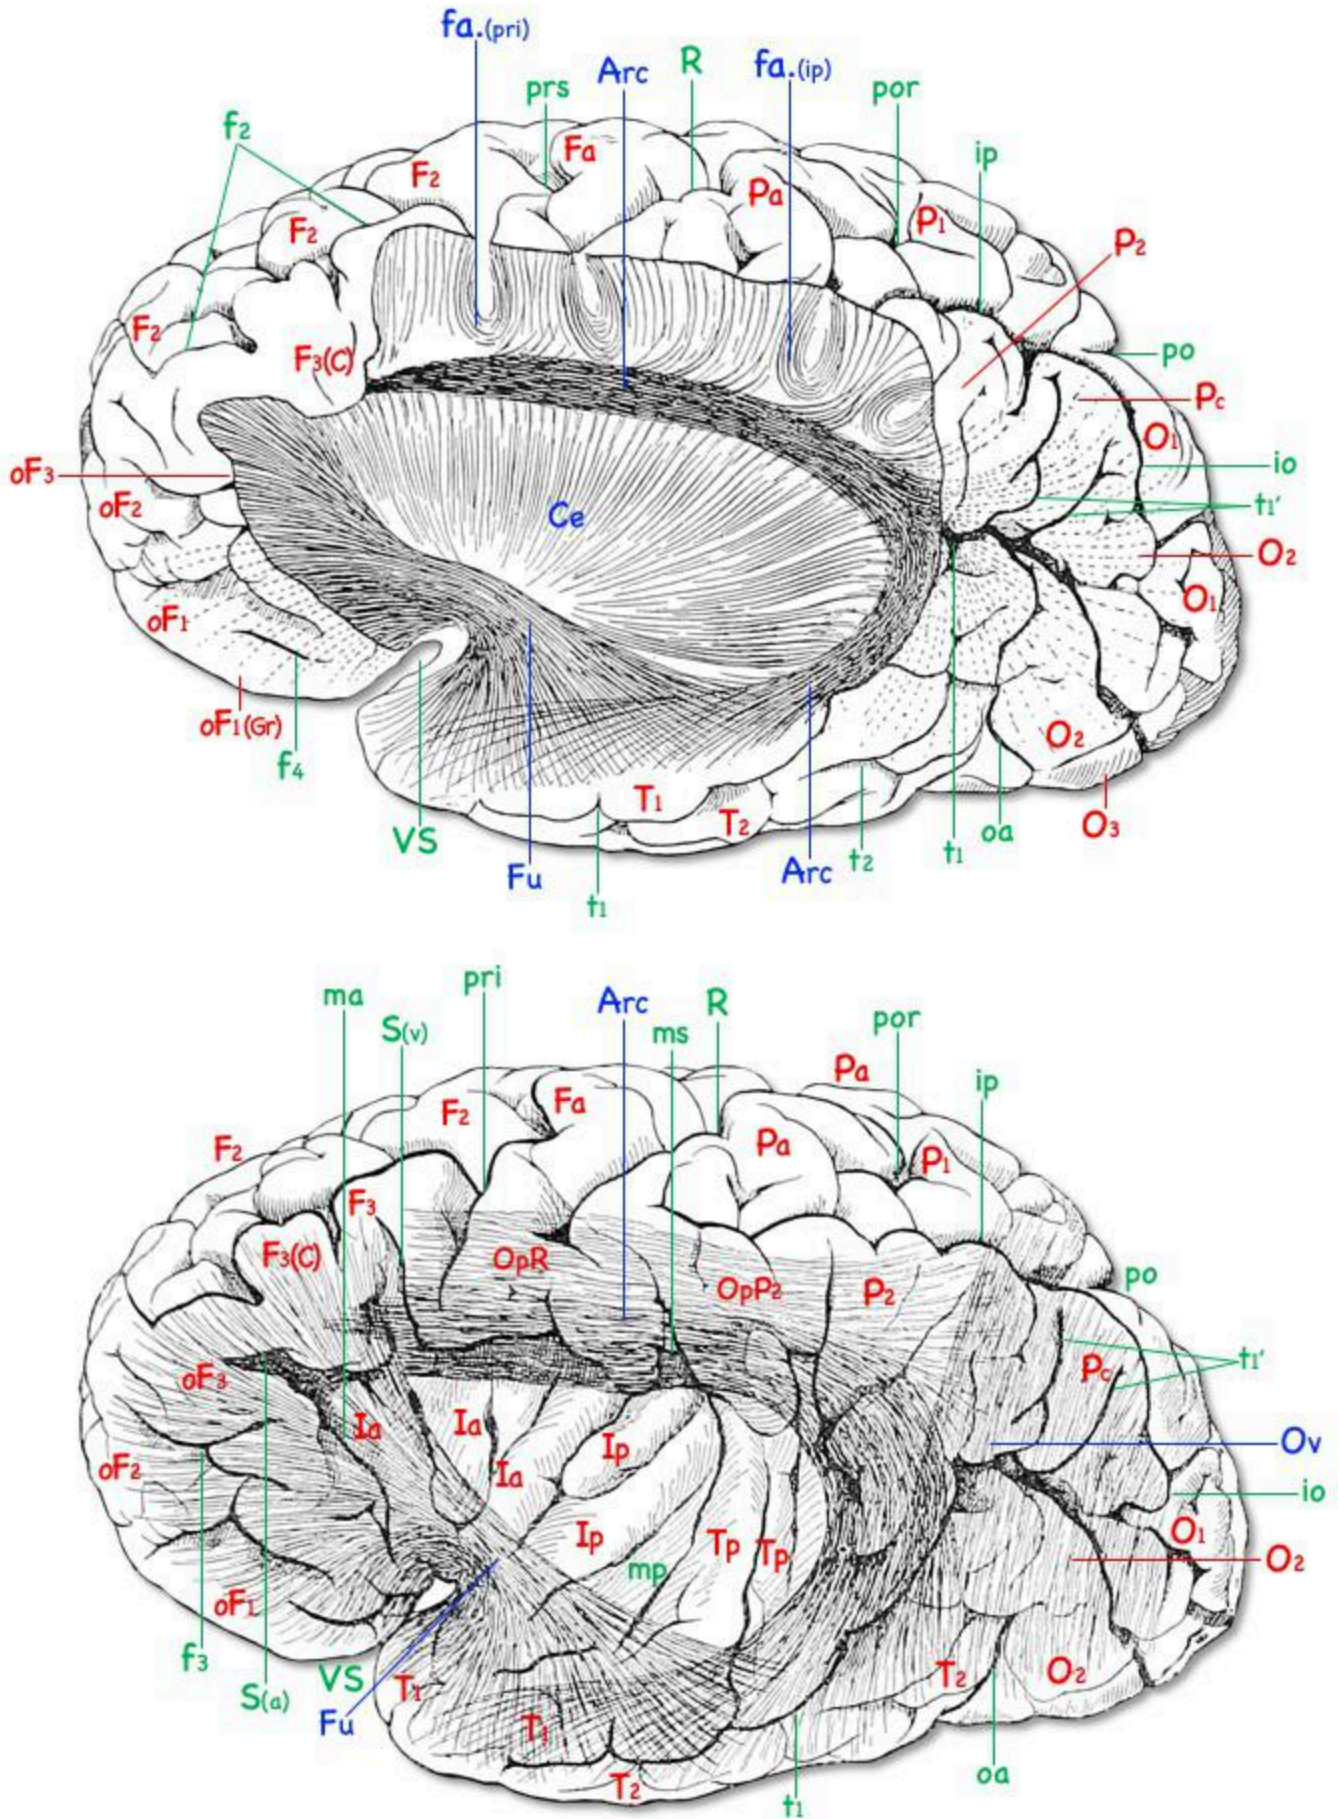 fa.(pri)
Arc
R
fa.(ip)
prs
por
f2
Fa
ip
F2
Pa
P1
F2
P2
F2
F3(C)
po
Pc
O1
oF3
io
oF2
Ce
t1'
O2
oF1
O1
oF1(Gr)
f4
O2
T1
T2
O3
VS
t2
t1
oa
Fu
Arc
t1
pri
ma
Arc
R
S(v)
ms
por
Pa
ip
F2
Fa
F2
Pa
P1
F3
F3(C)
OpR
OpP2
P2
po
oF3
Pc
t1'
Ia
Ia
Ip
Ov
oF2
Ia
io
Ip
Tp
Tp
O1
O2
mp
oF1
f3
VS
T1
T2
O2
S(a)
Fu
T1
oa
T2
t1